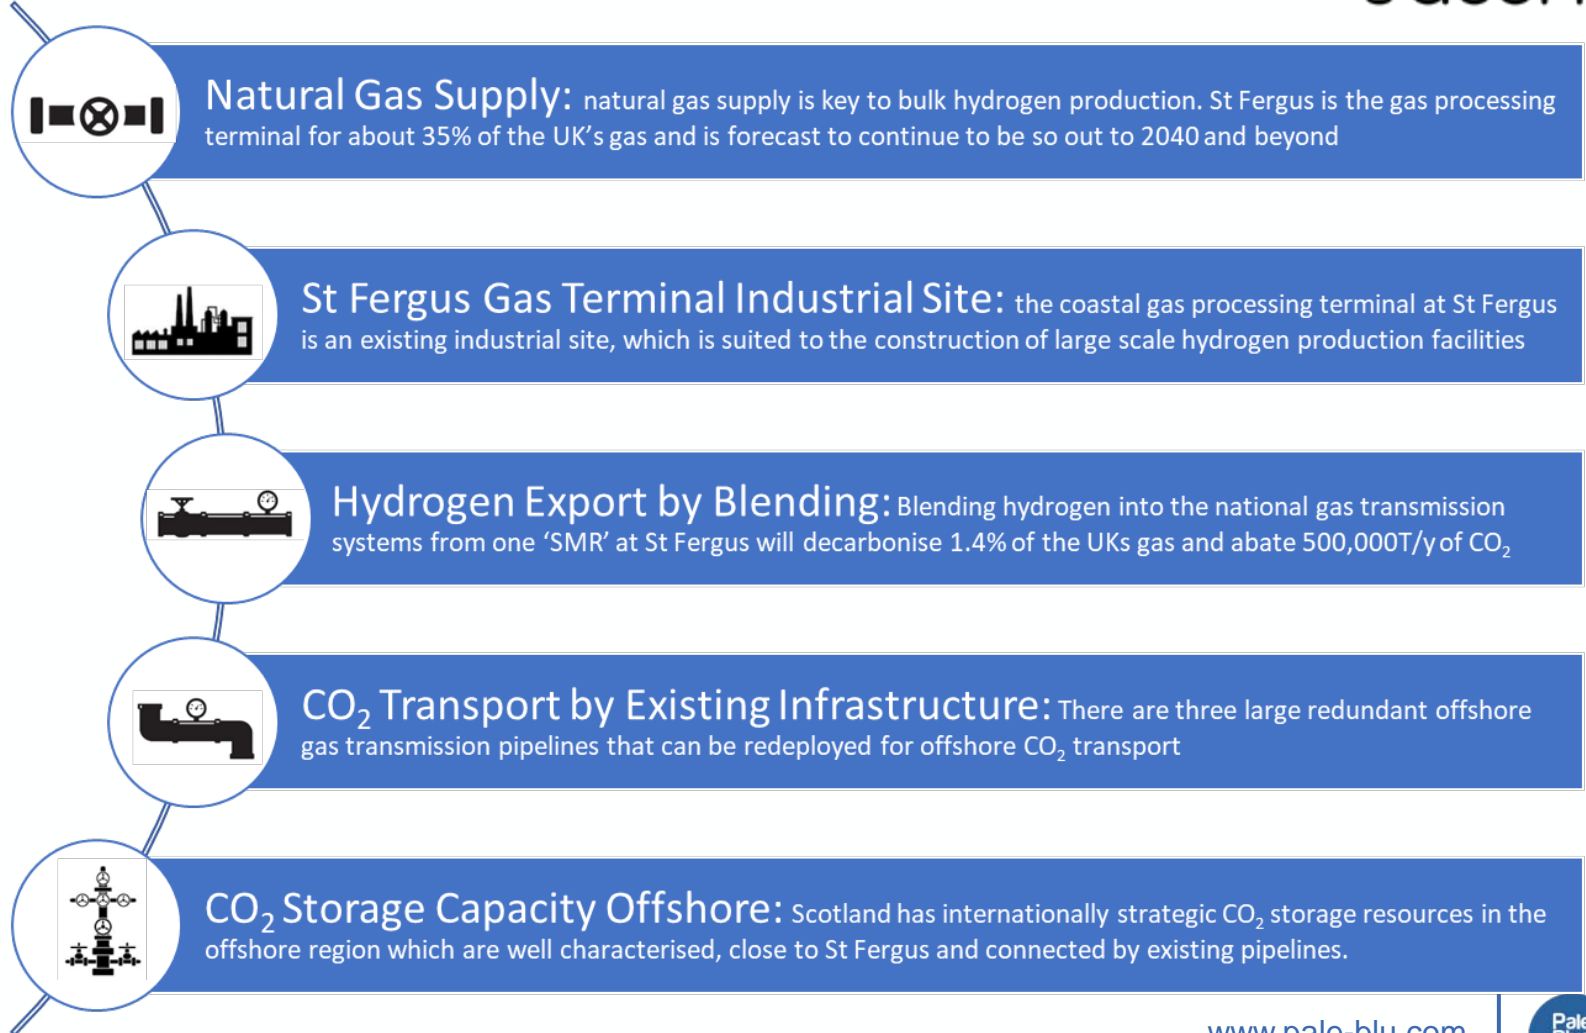 Natural Gas Supply: natural gas supply is key to bulk hydrogen production. St Fergus is the gas processing
terminal for about 35% of the UK's gas and is forecast to continue to be so out to 2040 and beyond
St Fergus Gas Terminal Industrial Site: the coastal gas processing terminal at St Fergus
is an existing industrial site, which is suited to the construction of large scale hydrogen production facilities
Hydrogen Export by Blending: Blending hydrogen into the national gas transmission
systems from one ‘SMR’ at St Fergus will decarbonise 1.4% of the UKs gas and abate 500,000T/y of CO₂
CO₂ Transport by Existing Infrastructure: There are three large redundant offshore
gas transmission pipelines that can be redeployed for offshore CO₂ transport
CO₂ Storage Capacity Offshore: Scotland has internationally strategic CO₂ storage resources in the
offshore region which are well characterised, close to St Fergus and connected by existing pipelines.
www.pale-blu.com